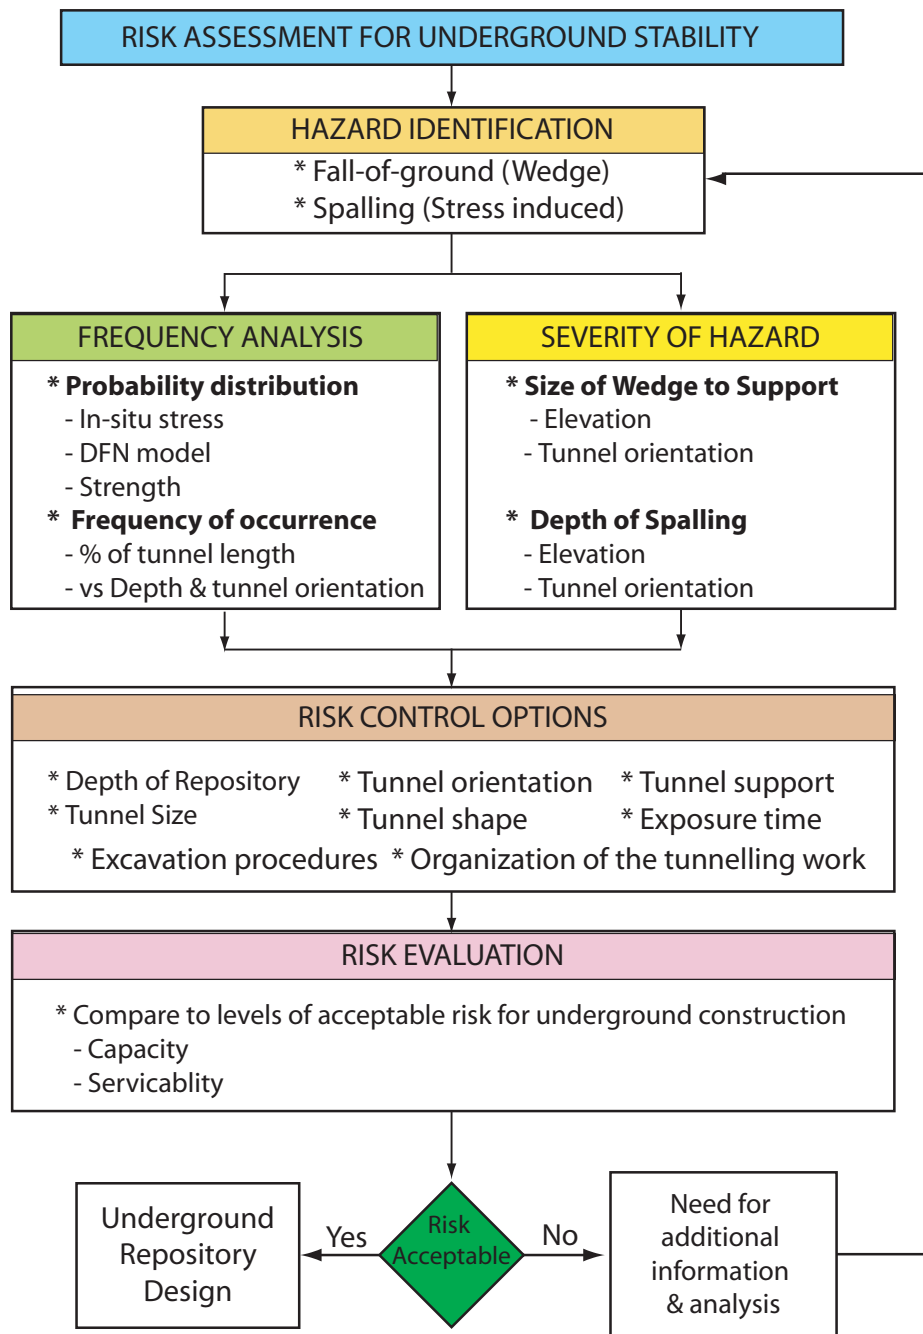 RISK ASSESSMENT FOR UNDERGROUND STABILITY
HAZARD IDENTIFICATION
* Fall-of-ground (Wedge)
* Spalling (Stress induced)
FREQUENCY ANALYSIS
* Probability distribution
- In-situ stress
- DFN model
- Strength
* Frequency of occurrence
- % of tunnel length
- vs Depth & tunnel orientation
SEVERITY OF HAZARD
* Size of Wedge to Support
- Elevation
- Tunnel orientation
* Depth of Spalling
- Elevation
- Tunnel orientation
RISK CONTROL OPTIONS
* Depth of Repository * Tunnel orientation * Tunnel support
* Tunnel Size * Tunnel shape * Exposure time
* Excavation procedures * Organization of the tunnelling work
RISK EVALUATION
* Compare to levels of acceptable risk for underground construction
- Capacity
- Servicablity
Underground
Repository
Design
Yes
Risk
Acceptable
No
Need for
additional
information
& analysis